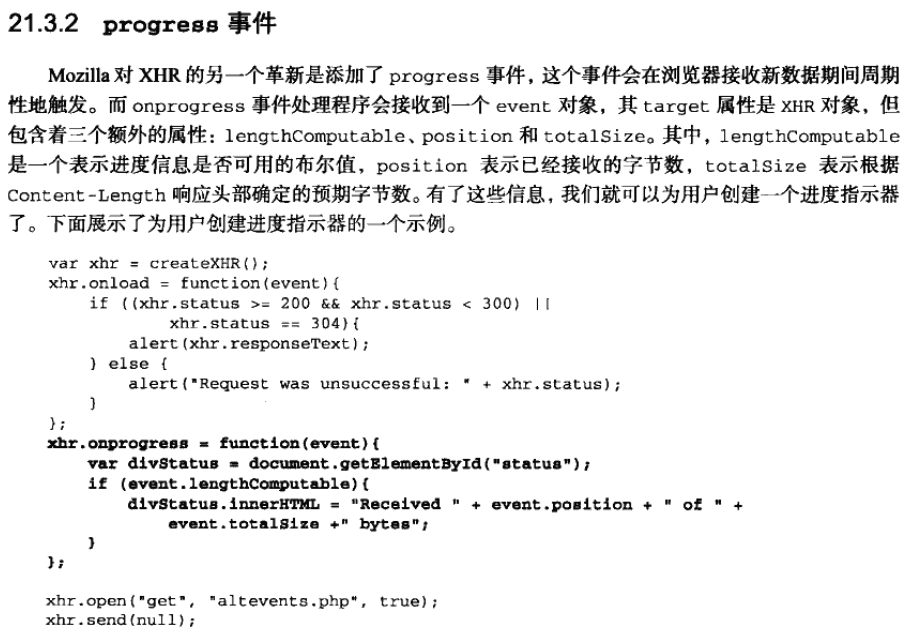 21.3.2 progress 事件
Mozilla 对 XHR 的另一个革新是添加了 progress 事件，这个事件会在浏览器接收新数据期间周期
性地触发。而 onprogress 事件处理程序会接收到一个 event 对象，其 target 属性是 XHR 对象，但
包含着三个额外的属性：lengthComputable、position 和 totalSize。其中，lengthComputable
是一个表示进度信息是否可用的布尔值，position 表示已经接收的字节数，totalSize 表示根据
Content-Length 响应头部确定的预期字节数。有了这些信息，我们就可以为用户创建一个进度指示器
了。下面展示了为用户创建进度指示器的一个示例。
var xhr = createXHR();
xhr.onload = function(event){
    if ((xhr.status >= 200 && xhr.status < 300) ||
            xhr.status == 304){
        alert(xhr.responseText);
    } else {
        alert("Request was unsuccessful: " + xhr.status);
    }
};
xhr.onprogress = function(event){
    var divStatus = document.getElementById("status");
    if (event.lengthComputable){
        divStatus.innerHTML = "Received " + event.position + " of " +
            event.totalSize +" bytes";
    }
};
xhr.open("get", "altevents.php", true);
xhr.send(null);